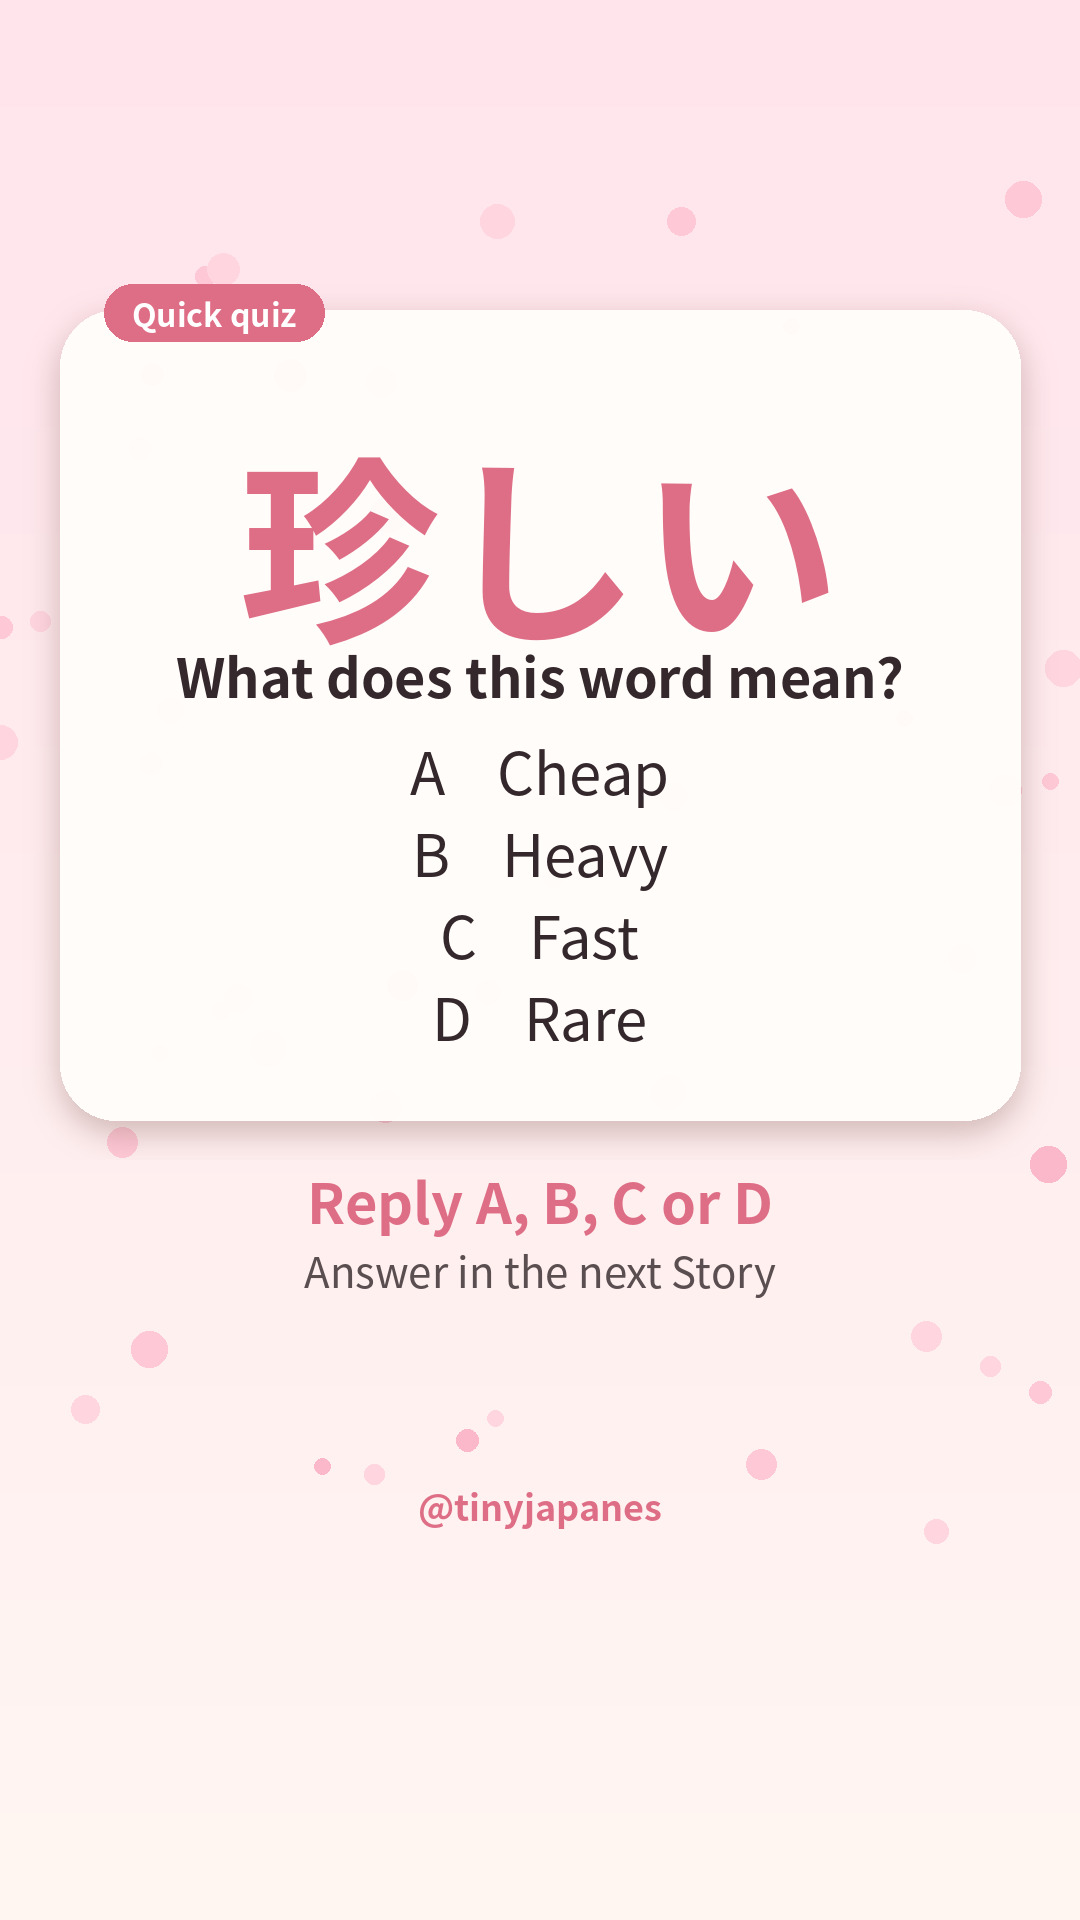 Quick quiz
珍しい
What does this word mean?
A Cheap
B Heavy
C Fast
D Rare
Reply A, B, C or D
Answer in the next Story
@tinyjapanes